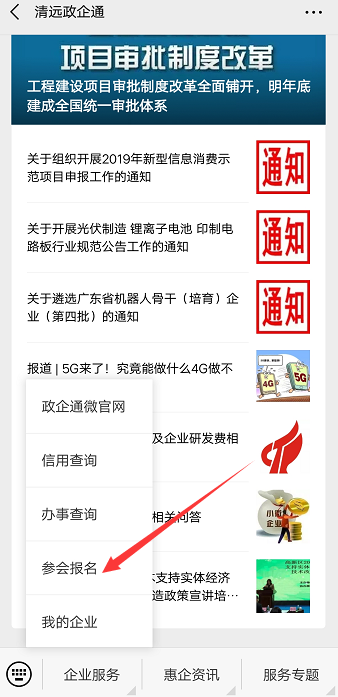 清远政企通
项目审批制度改革
工程建设项目审批制度改革全面铺开，明年底
建成全国统一审批体系
关于组织开展2019年新型信息消费示
范项目申报工作的通知
通知
关于开展光伏制造 锂离子电池 印制电
路板行业规范公告工作的通知
通知
关于遴选广东省机器人骨干（培育）企
业（第四批）的通知
通知
报道 | 5G来了！究竟能做什么4G做不
4G
5G
政企通微官网
及企业研发费相
信用查询
办事查询
相关问答
企业
参会报名
支持实体经济
造政策宣讲培…
我的企业
企业服务
惠企资讯
服务专题